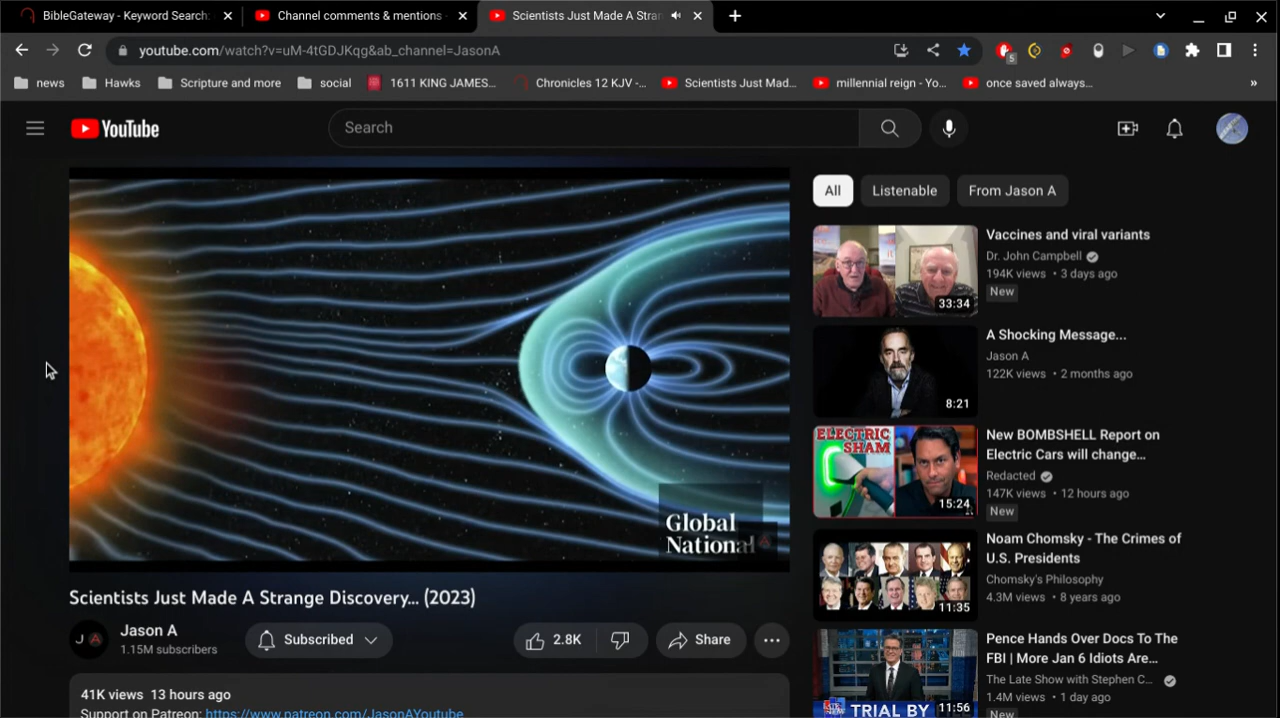 BibleGateway - Keyword Search:
Channel comments & mentions -
Scientists Just Made A Stran
youtube.com/watch?v=uM-4tGDJKqg&ab_channel=JasonA
5
news
Hawks
Scripture and more
social
1611 KING JAMES...
Chronicles 12 KJV -...
Scientists Just Mad...
millennial reign - Yo...
once saved always...
»
YouTube
Search
All
Listenable
From Jason A
Global
National
Scientists Just Made A Strange Discovery... (2023)
J
Jason A
1.15M subscribers
Subscribed
2.8K
Share
41K views 13 hours ago
Support on Patreon: https://www.patreon.com/JasonAYoutube
33:34
Vaccines and viral variants
Dr. John Campbell
194K views • 3 days ago
New
8:21
A Shocking Message...
Jason A
122K views • 2 months ago
ELECTRIC
SHAM
15:24
New BOMBSHELL Report on
Electric Cars will change...
Redacted
147K views • 12 hours ago
New
11:35
Noam Chomsky - The Crimes of
U.S. Presidents
Chomsky's Philosophy
4.3M views • 8 years ago
TRIAL BY
11:56
Pence Hands Over Docs To The
FBI | More Jan 6 Idiots Are...
The Late Show with Stephen C...
1.4M views • 1 day ago
New